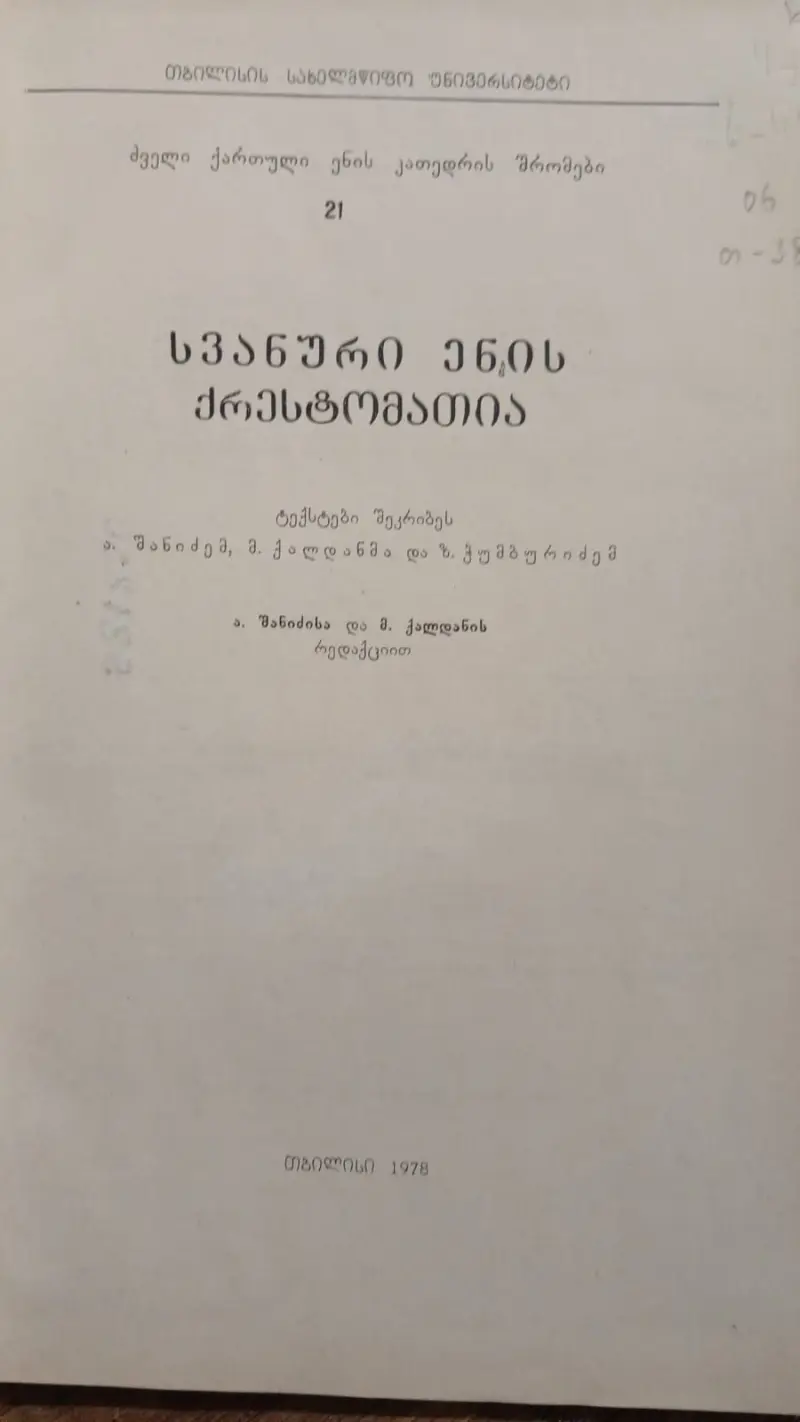 თბილისის სახელმწიფო უნივერსიტეტი
ძველი ქართული ენის კათედრის შრომები
21
სვანური ენის
ქრესტომათია
ტექსტები შეკრიბეს
ა. შანიძემ, მ. ქალდანმა და ზ. ჭუმბურიძემ
ა. შანიძისა და მ. ქალდანის
რედაქციით
თბილისი 1978